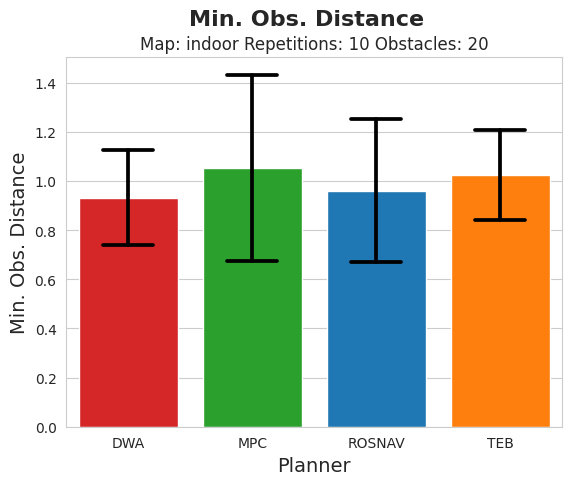 Min. Obs. Distance
Map: indoor Repetitions: 10 Obstacles: 20
Min. Obs. Distance
1.4
1.2
1.0
0.8
0.6
0.4
0.2
0.0
DWA MPC ROSNAV TEB
Planner